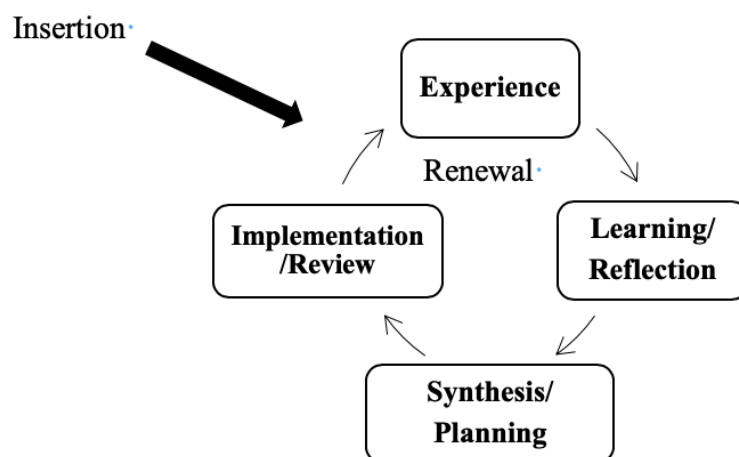 Insertion
Experience
Renewal
Implementation
/Review
Learning/
Reflection
Synthesis/
Planning